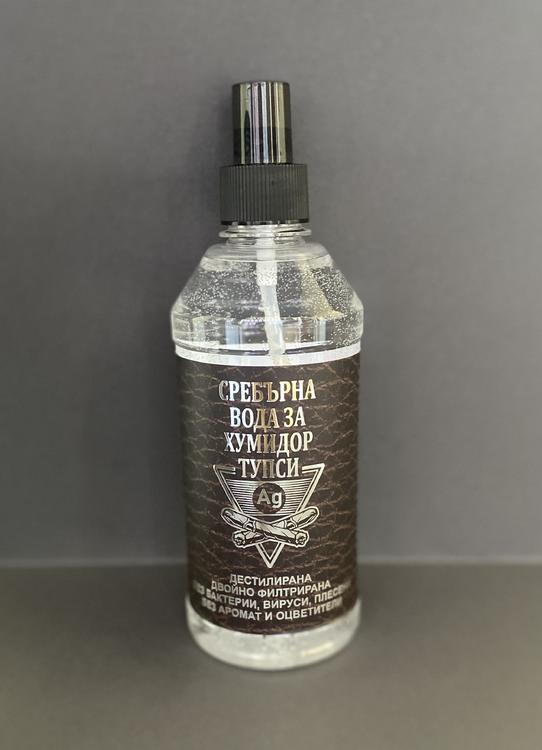 СРЕБЪРНА
ВОДА ЗА
ХУМИДОР
ТУПСИ
Ag
ДЕСТИЛИРАНА
ДВОЙНО ФИЛТРИРАНА
БЕЗ БАКТЕРИИ, ВИРУСИ, ПЛЕСЕНИ
БЕЗ АРОМАТ И ОЦВЕТИТЕЛИ